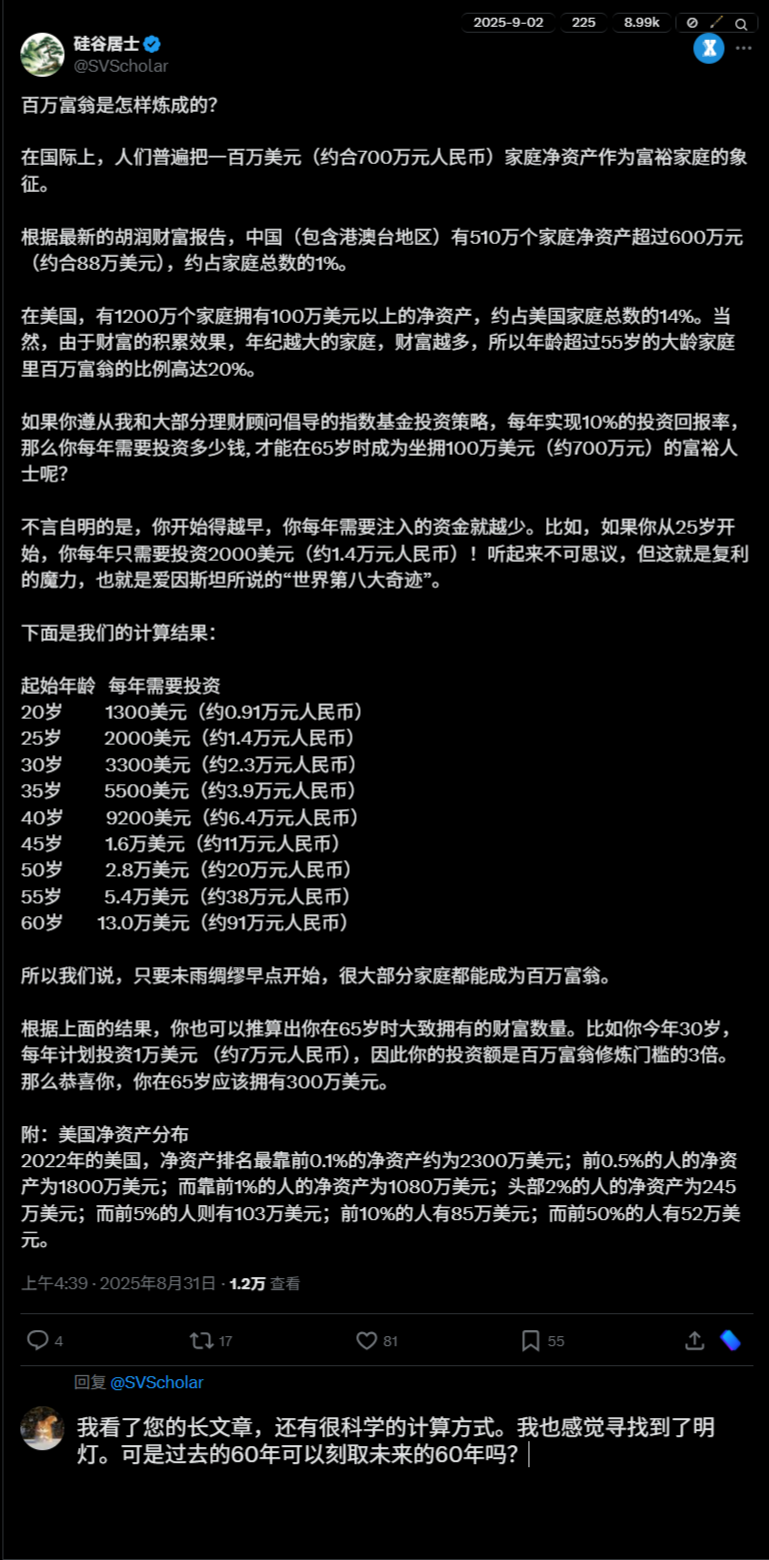 2025-9-02 225 8.99k
硅谷居士
@SVScholar
百万富翁是怎样炼成的？
在国际上，人们普遍把一百万美元（约合700万元人民币）家庭净资产作为富裕家庭的象
征。
根据最新的胡润财富报告，中国（包含港澳台地区）有510万个家庭净资产超过600万元
（约合88万美元），约占家庭总数的1%。
在美国，有1200万个家庭拥有100万美元以上的净资产，约占美国家庭总数的14%。当
然，由于财富的积累效果，年纪越大的家庭，财富越多，所以年龄超过55岁的大龄家庭
里百万富翁的比例高达20%。
如果你遵从我和大部分理财顾问倡导的指数基金投资策略，每年实现10%的投资回报率，
那么你每年需要投资多少钱, 才能在65岁时成为坐拥100万美元（约700万元）的富裕人
士呢？
不言自明的是，你开始得越早，你每年需要注入的资金就越少。比如，如果你从25岁开
始，你每年只需要投资2000美元（约1.4万元人民币）！听起来不可思议，但这就是复利
的魔力，也就是爱因斯坦所说的“世界第八大奇迹”。
下面是我们的计算结果：
起始年龄 每年需要投资
20岁 1300美元（约0.91万元人民币）
25岁 2000美元（约1.4万元人民币）
30岁 3300美元（约2.3万元人民币）
35岁 5500美元（约3.9万元人民币）
40岁 9200美元（约6.4万元人民币）
45岁 1.6万美元（约11万元人民币）
50岁 2.8万美元（约20万元人民币）
55岁 5.4万美元（约38万元人民币）
60岁 13.0万美元（约91万元人民币）
所以我们说，只要未雨绸缪早点开始，很大部分家庭都能成为百万富翁。
根据上面的结果，你也可以推算出你在65岁时大致拥有的财富数量。比如你今年30岁，
每年计划投资1万美元 （约7万元人民币），因此你的投资额是百万富翁修炼门槛的3倍。
那么恭喜你，你在65岁应该拥有300万美元。
附：美国净资产分布
2022年的美国，净资产排名最靠前0.1%的净资产约为2300万美元；前0.5%的人的净资
产为1800万美元；而靠前1%的人的净资产为1080万美元；头部2%的人的净资产为245
万美元；而前5%的人则有103万美元；前10%的人有85万美元；而前50%的人有52万美
元。
上午4:39 · 2025年8月31日 · 1.2万 查看
4 17 81 55
回复 @SVScholar
我看了您的长文章，还有很科学的计算方式。我也感觉寻找到了明
灯。可是过去的60年可以刻取未来的60年吗？